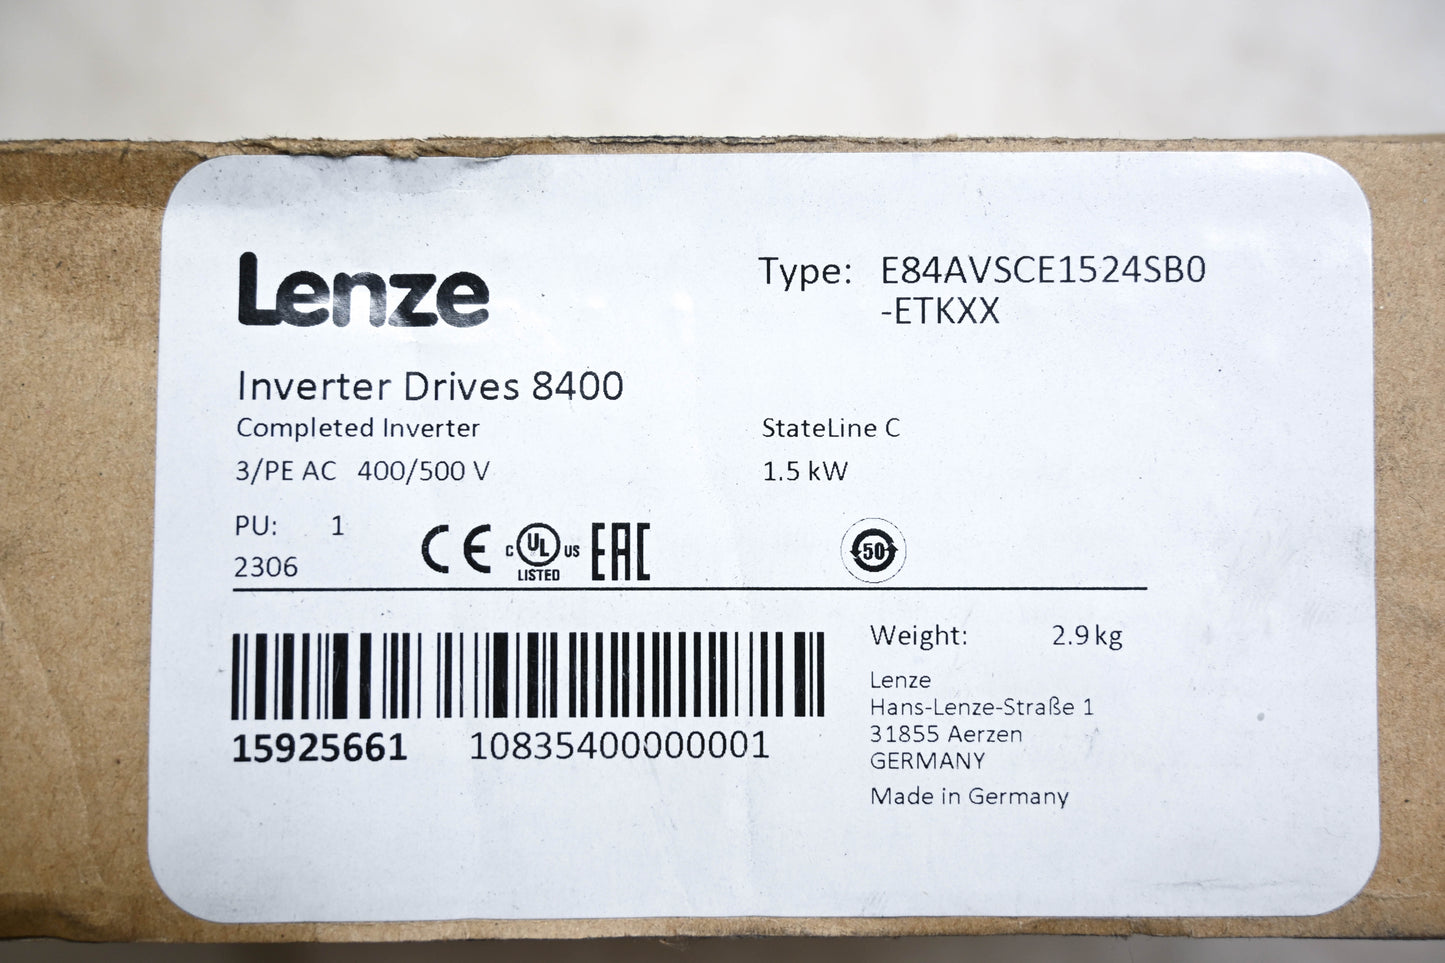 Lenze
Type: E84AVSCE1524SB0
-ETKXX
Inverter Drives 8400
Completed Inverter StateLine C
3/PE AC 400/500 V 1.5 kW
PU: 1
2306
CE
c UL us
LISTED
EAC
50
15925661 10835400000001
Weight: 2.9 kg
Lenze
Hans-Lenze-Straße 1
31855 Aerzen
GERMANY
Made in Germany